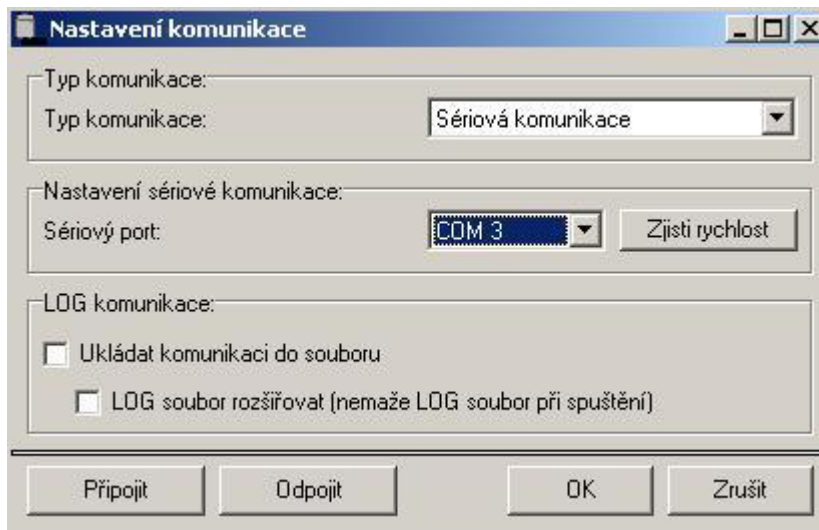 Nastavení komunikace
Typ komunikace:
Typ komunikace:
Sériová komunikace
Nastavení sériové komunikace:
Sériový port:
COM 3
Zjisti rychlost
LOG komunikace:
Ukládat komunikaci do souboru
LOG soubor rozšiřovat (nemaže LOG soubor při spuštění)
Připojit
Odpojit
OK
Zrušit